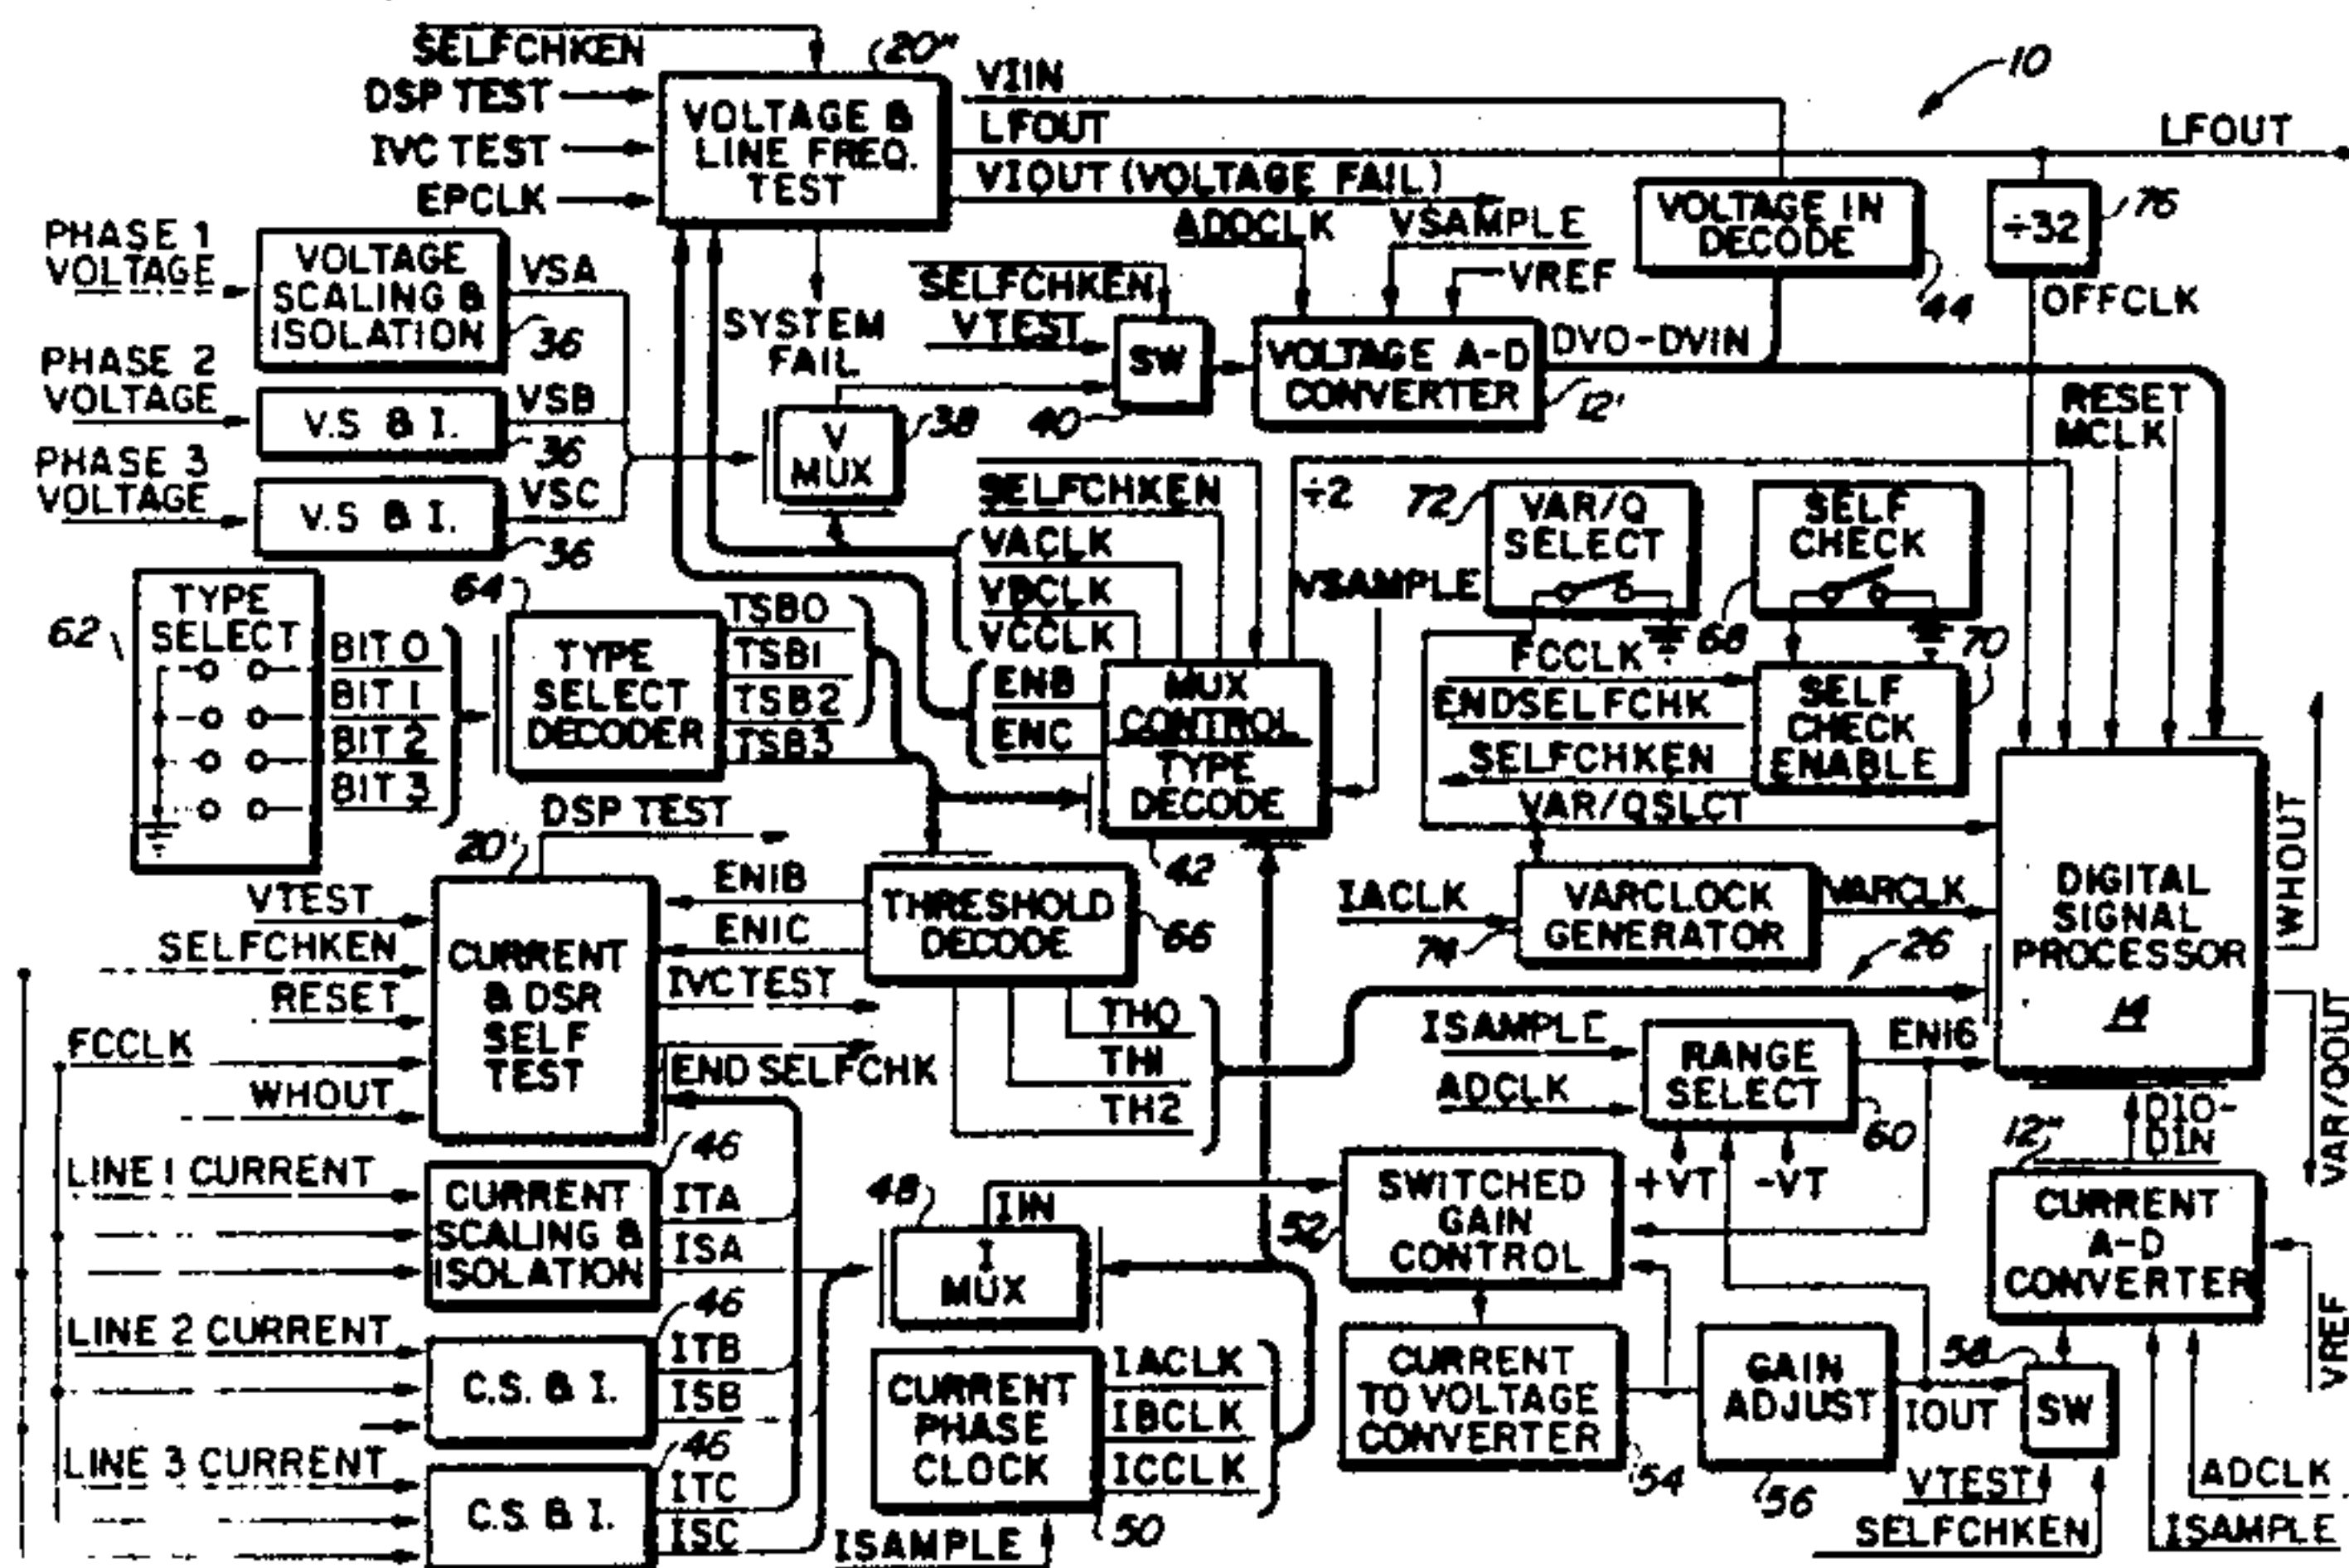 SELFCHKEN
DSP TEST
IVC TEST
EPCLK
VOLTAGE &
LINE FREQ.
TEST
20"
VIIN
LFOUT
VIOUT (VOLTAGE FAIL)
10
LFOUT
PHASE 1
VOLTAGE
VOLTAGE
SCALING &
ISOLATION
36
VSA
PHASE 2
VOLTAGE
V.S & I.
36
VSB
PHASE 3
VOLTAGE
V.S & I.
36
VSC
SYSTEM
FAIL
V
MUX
38
SELFCHKEN
VTEST
SW
40
ADCCLK
VSAMPLE
VREF
VOLTAGE A-D
CONVERTER
12'
DVO-DVIN
VOLTAGE IN
DECODE
44
÷32
76
OFFCLK
RESET
MCLK
62
TYPE
SELECT
BIT 0
BIT 1
BIT 2
BIT 3
64
TYPE
SELECT
DECODER
TSB0
TSB1
TSB2
TSB3
SELFCHKEN
VACLK
VBCLK
VCCLK
÷2
ENB
ENC
MUX
CONTROL
TYPE
DECODE
42
VSAMPLE
72
VAR/Q
SELECT
SELF
CHECK
68
FCCLK
ENDSELFCHK
SELFCHKEN
SELF
CHECK
ENABLE
70
VAR/QSLCT
IACLK
VARCLOCK
GENERATOR
74
VARCLK
26
DIGITAL
SIGNAL
PROCESSOR
14
WHOUT
VAR/QOUT
DSP TEST
20'
VTEST
SELFCHKEN
RESET
FCCLK
WHOUT
CURRENT
& DSR
SELF
TEST
ENIB
ENIC
IVCTEST
END SELFCHK
THRESHOLD
DECODE
66
TH0
TH1
TH2
ISAMPLE
ADCLK
RANGE
SELECT
60
ENI6
+VT
-VT
LINE 1 CURRENT
CURRENT
SCALING &
ISOLATION
46
ITA
ISA
LINE 2 CURRENT
C.S. & I.
46
ITB
ISB
LINE 3 CURRENT
C.S. & I.
46
ITC
ISC
48
IIN
I
MUX
CURRENT
PHASE
CLOCK
50
ISAMPLE
IACLK
IBCLK
ICCLK
52
SWITCHED
GAIN
CONTROL
CURRENT
TO VOLTAGE
CONVERTER
54
GAIN
ADJUST
56
IOUT
58
SW
VTEST
SELFCHKEN
12"
DIO-
DIN
CURRENT
A-D
CONVERTER
VREF
ADCLK
ISAMPLE